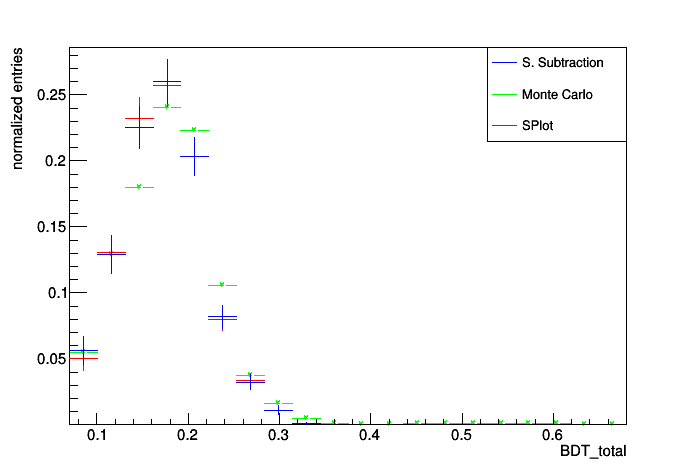 normalized entries
S. Subtraction
Monte Carlo
SPlot
0.25
0.2
0.15
0.1
0.05
0.1 0.2 0.3 0.4 0.5 0.6
BDT_total